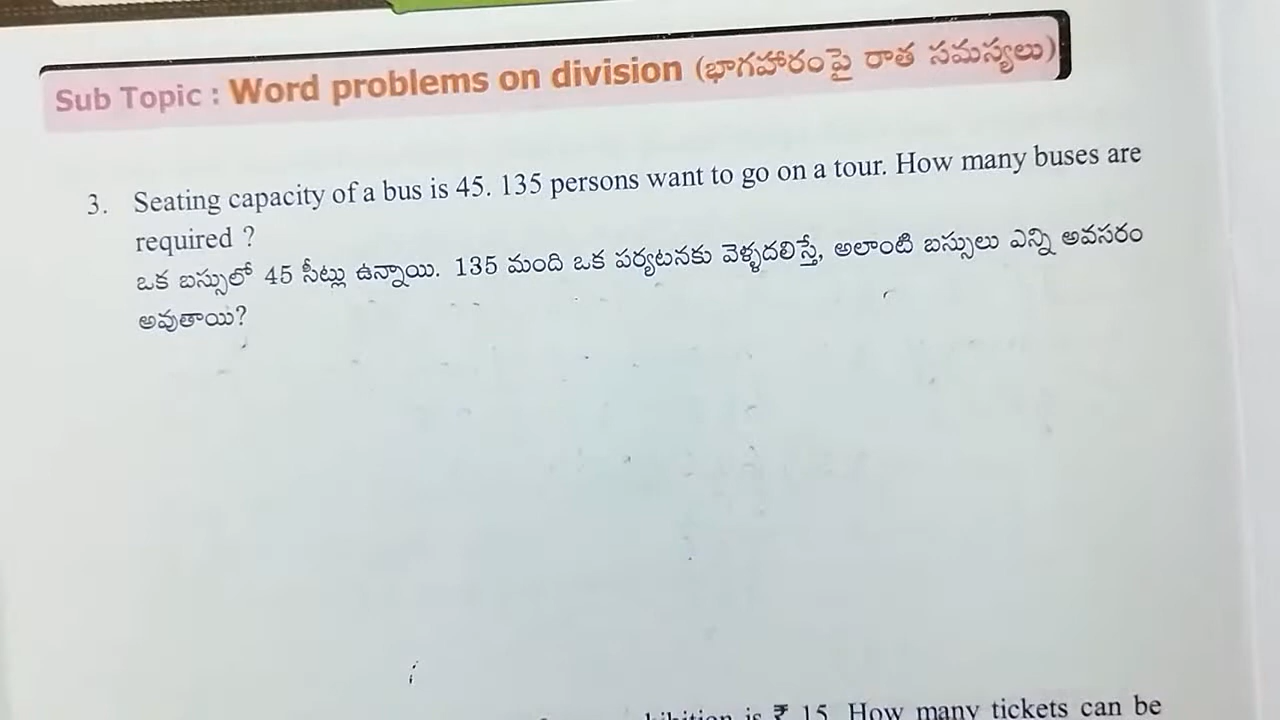 Sub Topic : Word problems on division (భాగహారంపై రాత సమస్యలు)
3. Seating capacity of a bus is 45. 135 persons want to go on a tour. How many buses are
required ?
ఒక బస్సులో 45 సీట్లు ఉన్నాయి. 135 మంది ఒక పర్యటనకు వెళ్ళదలిస్తే, అలాంటి బస్సులు ఎన్ని అవసరం
అవుతాయి?
is ₹ 15. How many tickets can be